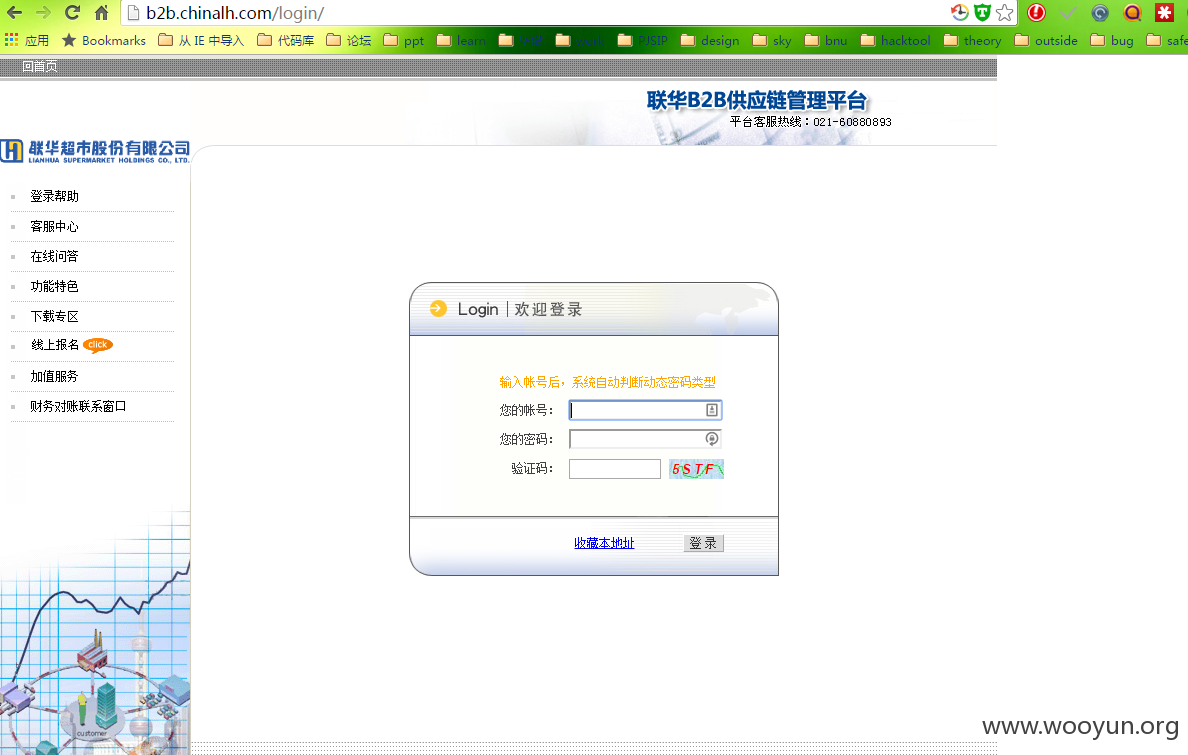 b2b.chinalh.com/login/
应用 Bookmarks 从 IE 中导入 代码库 论坛 ppt learn work PJSIP design sky bnu hacktool theory outside bug safe
回首页
联华B2B供应链管理平台
平台客服热线：021-60880893
联华超市股份有限公司
LIANHUA SUPERMARKET HOLDINGS CO., LTD.
登录帮助
客服中心
在线问答
功能特色
下载专区
线上报名 click
加值服务
财务对账联系窗口
Login | 欢迎登录
输入帐号后，系统自动判断动态密码类型
您的帐号：
您的密码：
验证码： 5STF
收藏本地址 登录
customer
www.wooyun.org